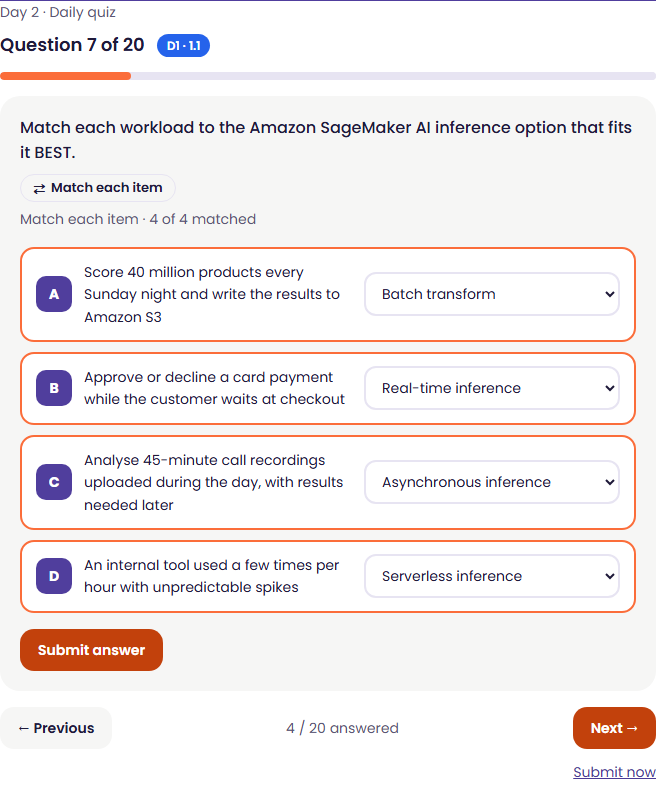 Day 2 · Daily quiz
Question 7 of 20
D1 · 1.1
Match each workload to the Amazon SageMaker AI inference option that fits
it BEST.
⇄ Match each item
Match each item · 4 of 4 matched
A
Score 40 million products every
Sunday night and write the results to
Amazon S3
Batch transform
B
Approve or decline a card payment
while the customer waits at checkout
Real-time inference
C
Analyse 45-minute call recordings
uploaded during the day, with results
needed later
Asynchronous inference
D
An internal tool used a few times per
hour with unpredictable spikes
Serverless inference
Submit answer
← Previous
4 / 20 answered
Next →
Submit now